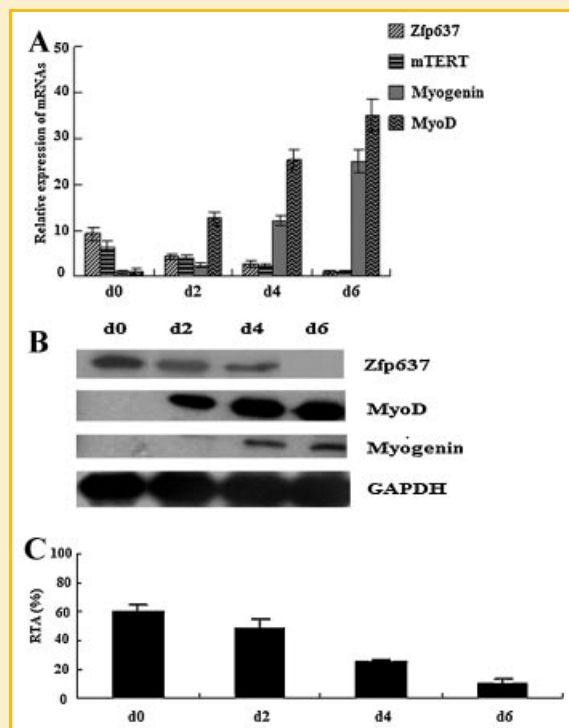 A
Zfp637
mTERT
Myogenin
MyoD
Relative expression of mRNAs
50
40
30
20
10
0
d0 d2 d4 d6
B
d0 d2 d4 d6
Zfp637
MyoD
Myogenin
GAPDH
C
RTA (%)
100
80
60
40
20
0
d0 d2 d4 d6